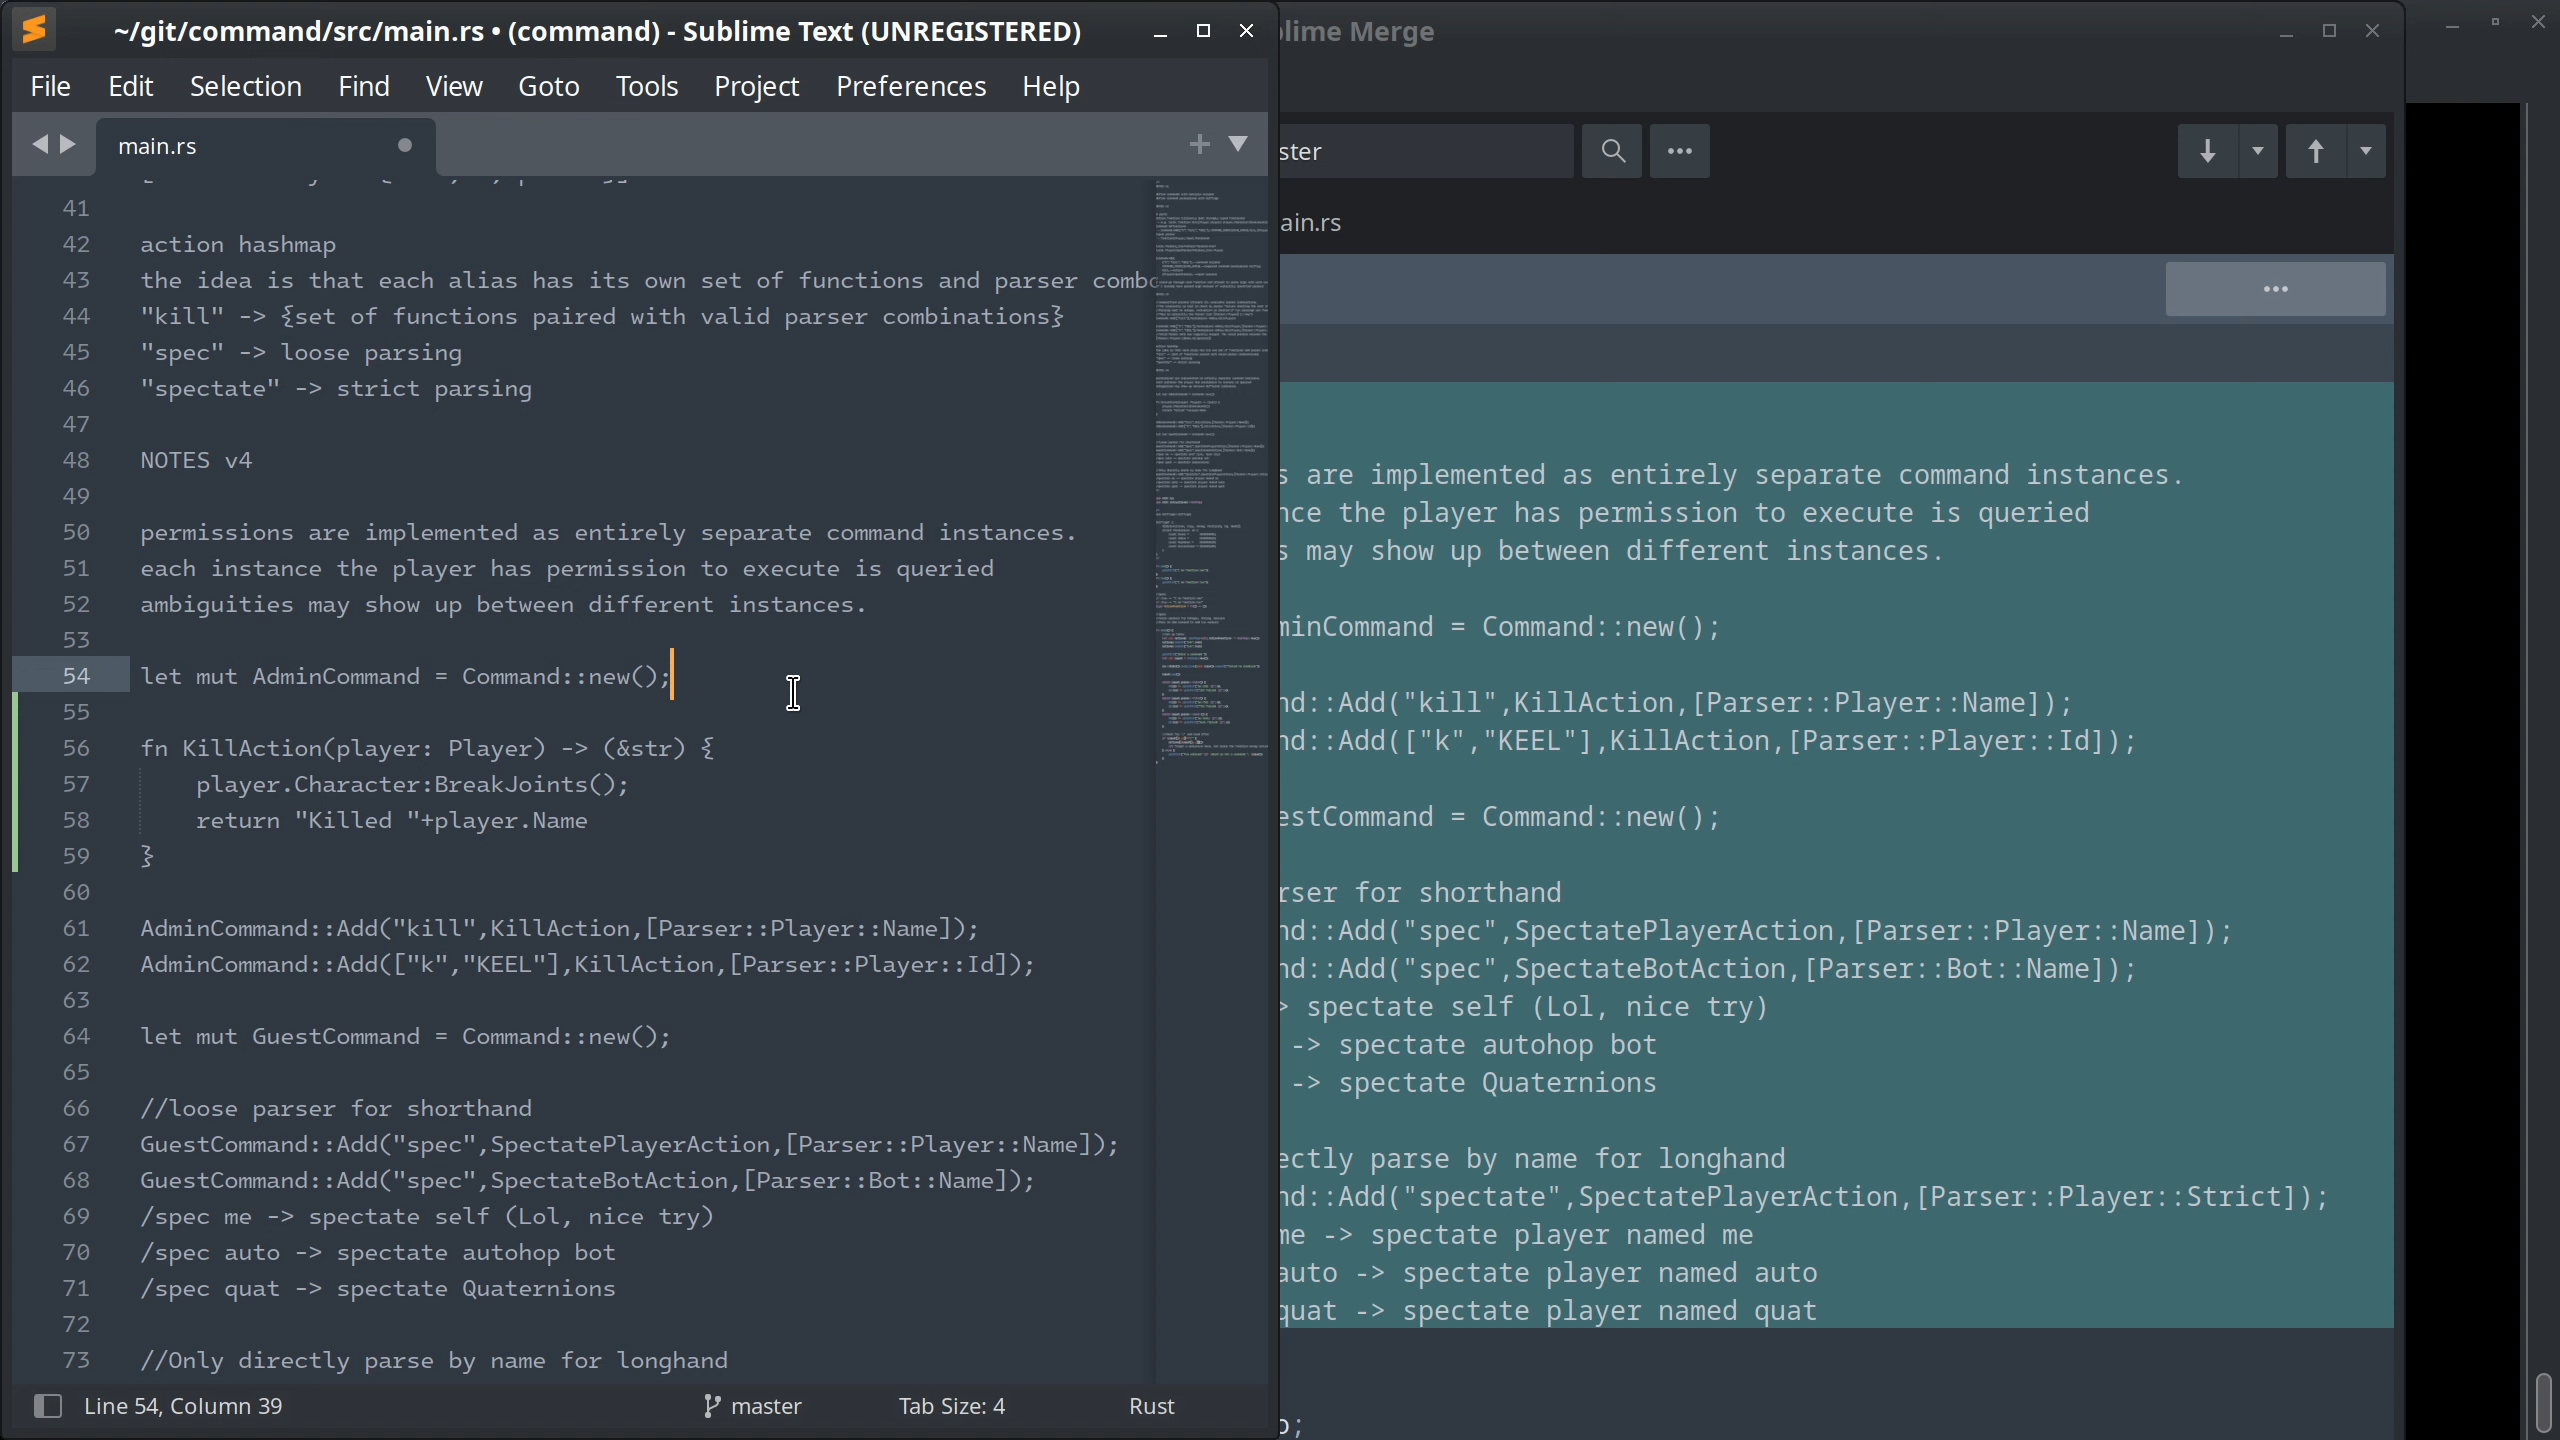 ~/git/command/src/main.rs • (command) - Sublime Text (UNREGISTERED)
File Edit Selection Find View Goto Tools Project Preferences Help
main.rs
41
42 action hashmap
43 the idea is that each alias has its own set of functions and parser combo
44 "kill" -> {set of functions paired with valid parser combinations}
45 "spec" -> loose parsing
46 "spectate" -> strict parsing
47
48 NOTES v4
49
50 permissions are implemented as entirely separate command instances.
51 each instance the player has permission to execute is queried
52 ambiguities may show up between different instances.
53
54 let mut AdminCommand = Command::new();
55
56 fn KillAction(player: Player) -> (&str) {
57 player.Character:BreakJoints();
58 return "Killed "+player.Name
59 }
60
61 AdminCommand::Add("kill",KillAction,[Parser::Player::Name]);
62 AdminCommand::Add(["k","KEEL"],KillAction,[Parser::Player::Id]);
63
64 let mut GuestCommand = Command::new();
65
66 //loose parser for shorthand
67 GuestCommand::Add("spec",SpectatePlayerAction,[Parser::Player::Name]);
68 GuestCommand::Add("spec",SpectateBotAction,[Parser::Bot::Name]);
69 /spec me -> spectate self (Lol, nice try)
70 /spec auto -> spectate autohop bot
71 /spec quat -> spectate Quaternions
72
73 //Only directly parse by name for longhand
Line 54, Column 39 master Tab Size: 4 Rust
blime Merge
ster
ain.rs
s are implemented as entirely separate command instances.
nce the player has permission to execute is queried
s may show up between different instances.
minCommand = Command::new();
nd::Add("kill",KillAction,[Parser::Player::Name]);
nd::Add(["k","KEEL"],KillAction,[Parser::Player::Id]);
estCommand = Command::new();
rser for shorthand
nd::Add("spec",SpectatePlayerAction,[Parser::Player::Name]);
nd::Add("spec",SpectateBotAction,[Parser::Bot::Name]);
> spectate self (Lol, nice try)
-> spectate autohop bot
-> spectate Quaternions
ectly parse by name for longhand
nd::Add("spectate",SpectatePlayerAction,[Parser::Player::Strict]);
me -> spectate player named me
auto -> spectate player named auto
quat -> spectate player named quat
o;